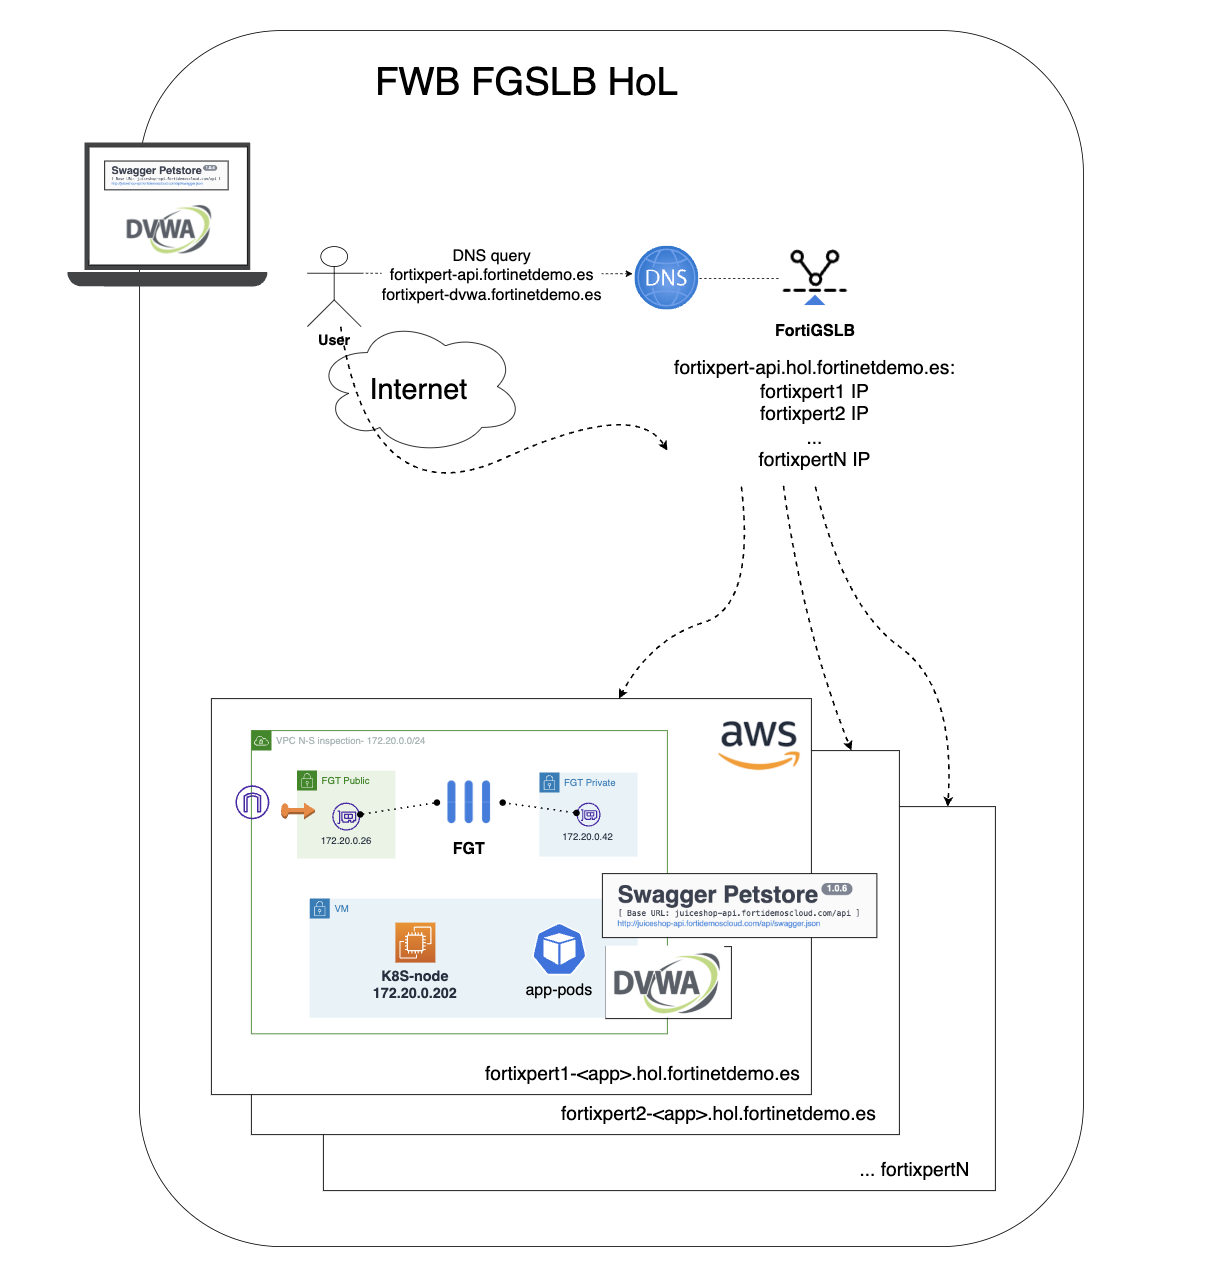 FWB FGSLB HoL
Swagger Petstore
[ Base URL: juiceshop-api.fortidemoscloud.com/api ]
http://juiceshop-api.fortidemoscloud.com/api/swagger.json
DVWA
DNS query
fortixpert-api.fortinetdemo.es
fortixpert-dvwa.fortinetdemo.es
DNS
FortiGSLB
User
Internet
fortixpert-api.hol.fortinetdemo.es:
fortixpert1 IP
fortixpert2 IP
...
fortixpertN IP
aws
VPC N-S inspection- 172.20.0.0/24
FGT Public
172.20.0.26
FGT
FGT Private
172.20.0.42
Swagger Petstore 1.0.6
[ Base URL: juiceshop-api.fortidemoscloud.com/api ]
http://juiceshop-api.fortidemoscloud.com/api/swagger.json
VM
K8S-node
172.20.0.202
app-pods
DVWA
fortixpert1-<app>.hol.fortinetdemo.es
fortixpert2-<app>.hol.fortinetdemo.es
... fortixpertN